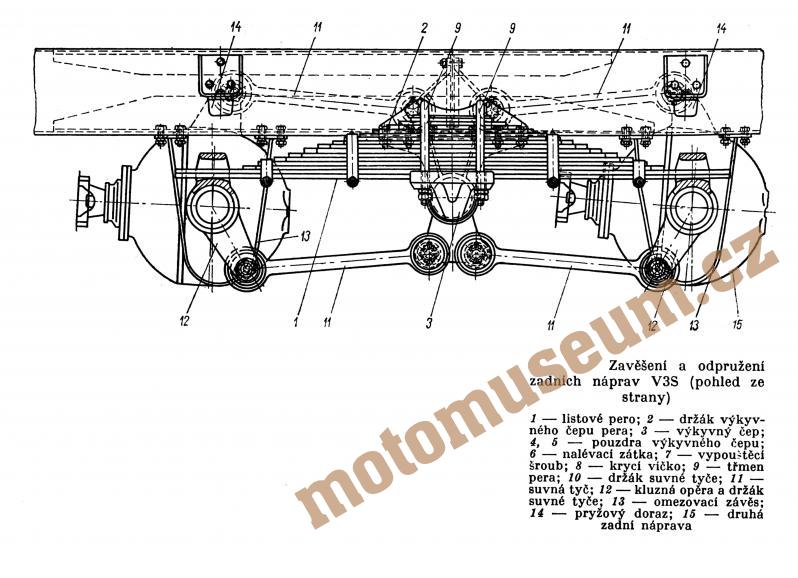 14 11 2 9 9 11 14
13
12 11 1 3 11 12 13 15
motomuseum.cz
Zavěšení a odpružení
zadních náprav V3S (pohled ze
strany)
1 — listové pero; 2 — držák výkyv-
ného čepu pera; 3 — výkyvný čep;
4, 5 — pouzdra výkyvného čepu;
6 — nalévací zátka; 7 — vypouštěcí
šroub; 8 — krycí víčko; 9 — třmen
pera; 10 — držák suvné tyče; 11 —
suvná tyč; 12 — kluzná opěra a držák
suvné tyče; 13 — omezovací závěs;
14 — pryžový doraz; 15 — druhá
zadní náprava